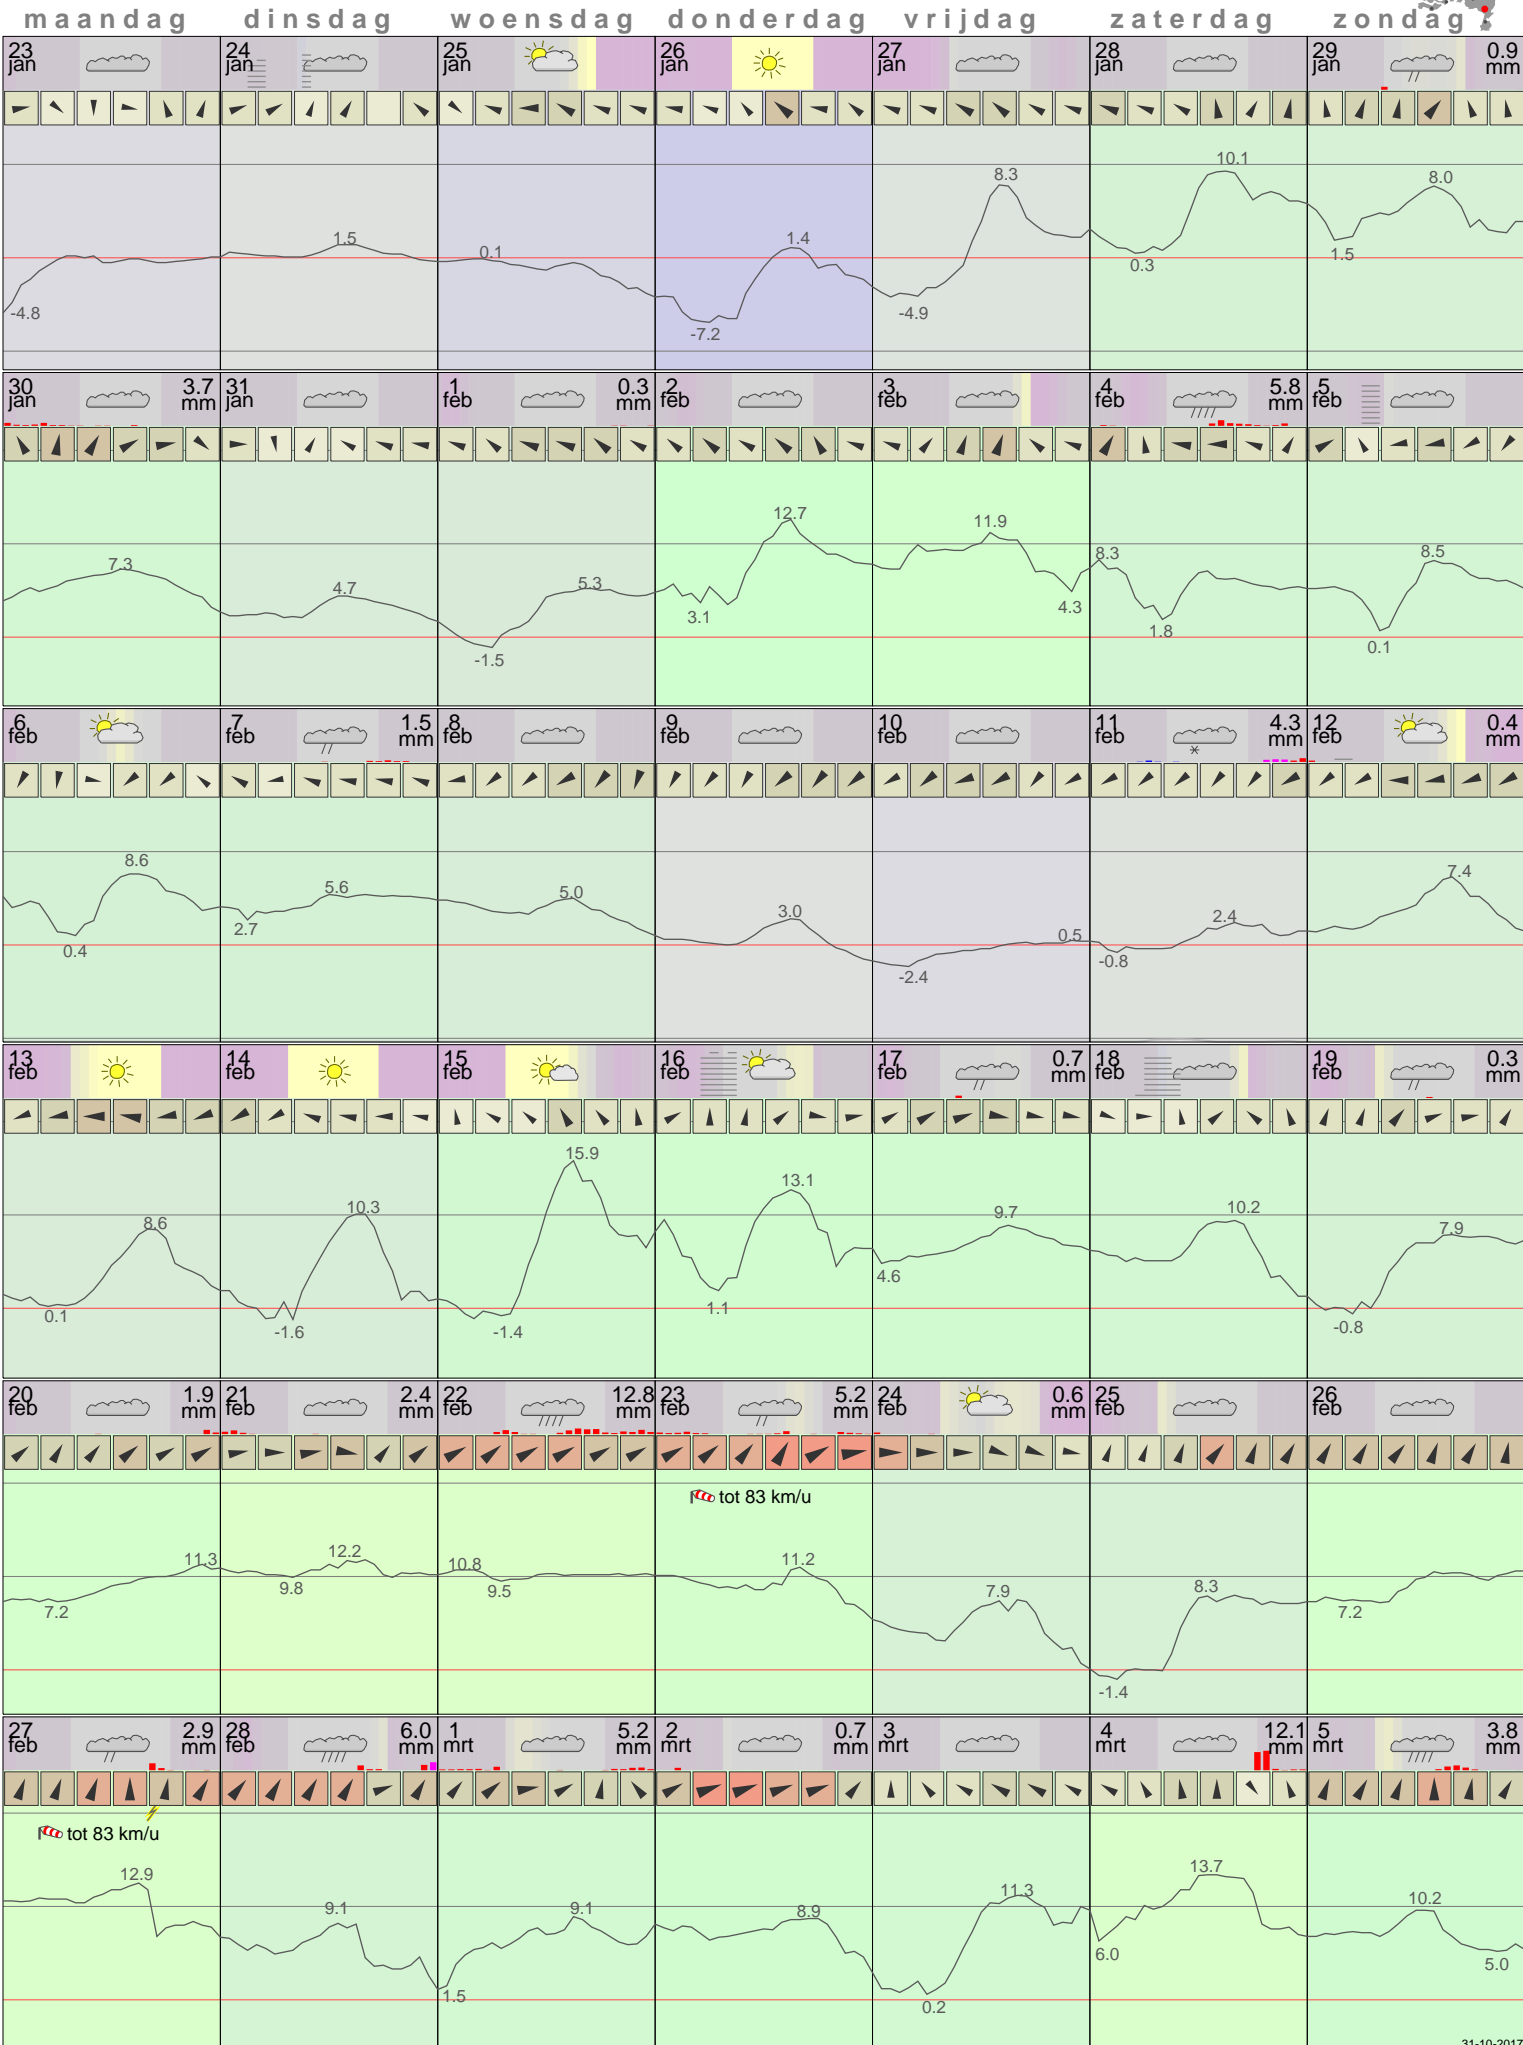 maandag dinsdag woensdag donderdag vrijdag zaterdag zondag
23 jan 24 jan 25 jan 26 jan 27 jan 28 jan 29 jan 0.9 mm
-4.8 1.5 0.1 -7.2 1.4 -4.9 8.3 0.3 10.1 1.5 8.0
30 jan 3.7 mm 31 jan 1 feb 0.3 mm 2 feb 3 feb 4 feb 5.8 mm 5 feb
7.3 4.7 -1.5 5.3 3.1 12.7 11.9 4.3 8.3 1.8 0.1 8.5
6 feb 7 feb 1.5 mm 8 feb 9 feb 10 feb 11 feb 4.3 mm 12 feb 0.4 mm
0.4 8.6 2.7 5.6 5.0 3.0 -2.4 0.5 -0.8 2.4 7.4
13 feb 14 feb 15 feb 16 feb 17 feb 0.7 mm 18 feb 19 feb 0.3 mm
0.1 8.6 -1.6 10.3 -1.4 15.9 1.1 13.1 4.6 9.7 10.2 -0.8 7.9
20 feb 1.9 mm 21 feb 2.4 mm 22 feb 12.8 mm 23 feb 5.2 mm 24 feb 0.6 mm 25 feb 26 feb
tot 83 km/u
7.2 11.3 9.8 12.2 10.8 9.5 11.2 7.9 -1.4 8.3 7.2
27 feb 2.9 mm 28 feb 6.0 mm 1 mrt 5.2 mm 2 mrt 0.7 mm 3 mrt 4 mrt 12.1 mm 5 mrt 3.8 mm
tot 83 km/u
12.9 9.1 1.5 9.1 8.9 0.2 11.3 6.0 13.7 10.2 5.0
31-10-2017